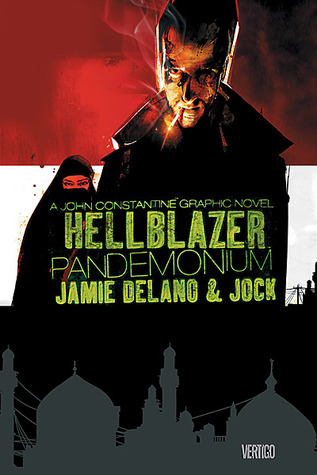 A JOHN CONSTANTINE GRAPHIC NOVEL
HELLBLAZER
PANDEMONIUM
JAMIE DELANO & JOCK
VERTIGO